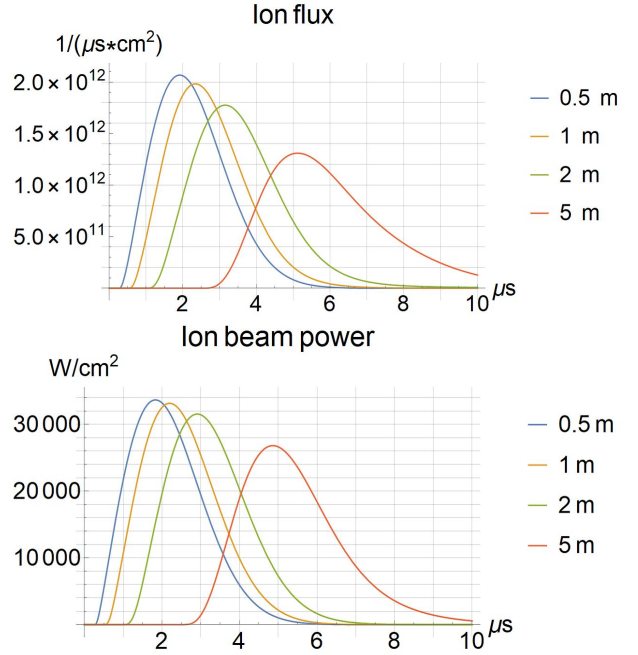 Ion flux
1/(μs*cm²)
2.0 × 10¹²
1.5 × 10¹²
1.0 × 10¹²
5.0 × 10¹¹
2 4 6 8 10 μs
0.5 m
1 m
2 m
5 m
Ion beam power
W/cm²
30 000
20 000
10 000
2 4 6 8 10 μs
0.5 m
1 m
2 m
5 m